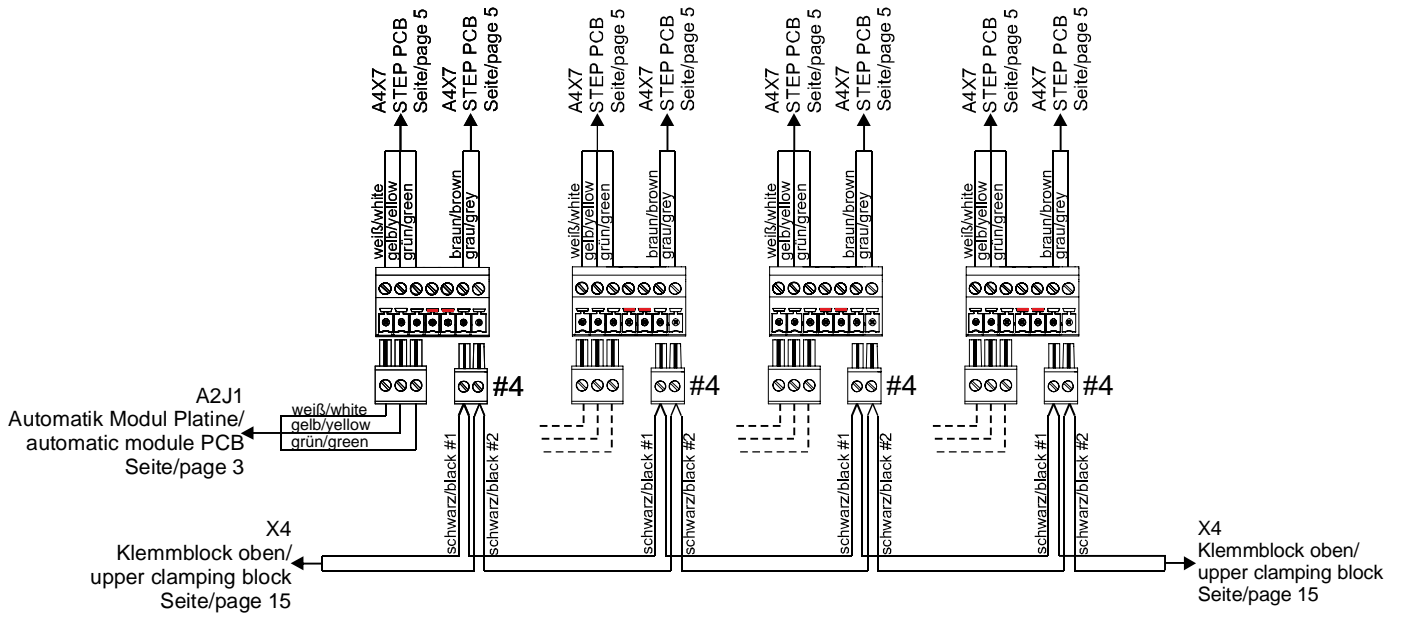 A4X7
STEP PCB
Seite/page 5
A4X7
STEP PCB
Seite/page 5
A4X7
STEP PCB
Seite/page 5
A4X7
STEP PCB
Seite/page 5
A4X7
STEP PCB
Seite/page 5
A4X7
STEP PCB
Seite/page 5
A4X7
STEP PCB
Seite/page 5
A4X7
STEP PCB
Seite/page 5
weiß/white
gelb/yellow
grün/green
braun/brown
grau/grey
weiß/white
gelb/yellow
grün/green
braun/brown
grau/grey
weiß/white
gelb/yellow
grün/green
braun/brown
grau/grey
weiß/white
gelb/yellow
grün/green
braun/brown
grau/grey
#4
#4
#4
#4
A2J1
Automatik Modul Platine/
automatic module PCB
Seite/page 3
weiß/white
gelb/yellow
grün/green
schwarz/black #1
schwarz/black #2
schwarz/black #1
schwarz/black #2
schwarz/black #1
schwarz/black #2
schwarz/black #1
schwarz/black #2
X4
Klemmblock oben/
upper clamping block
Seite/page 15
X4
Klemmblock oben/
upper clamping block
Seite/page 15